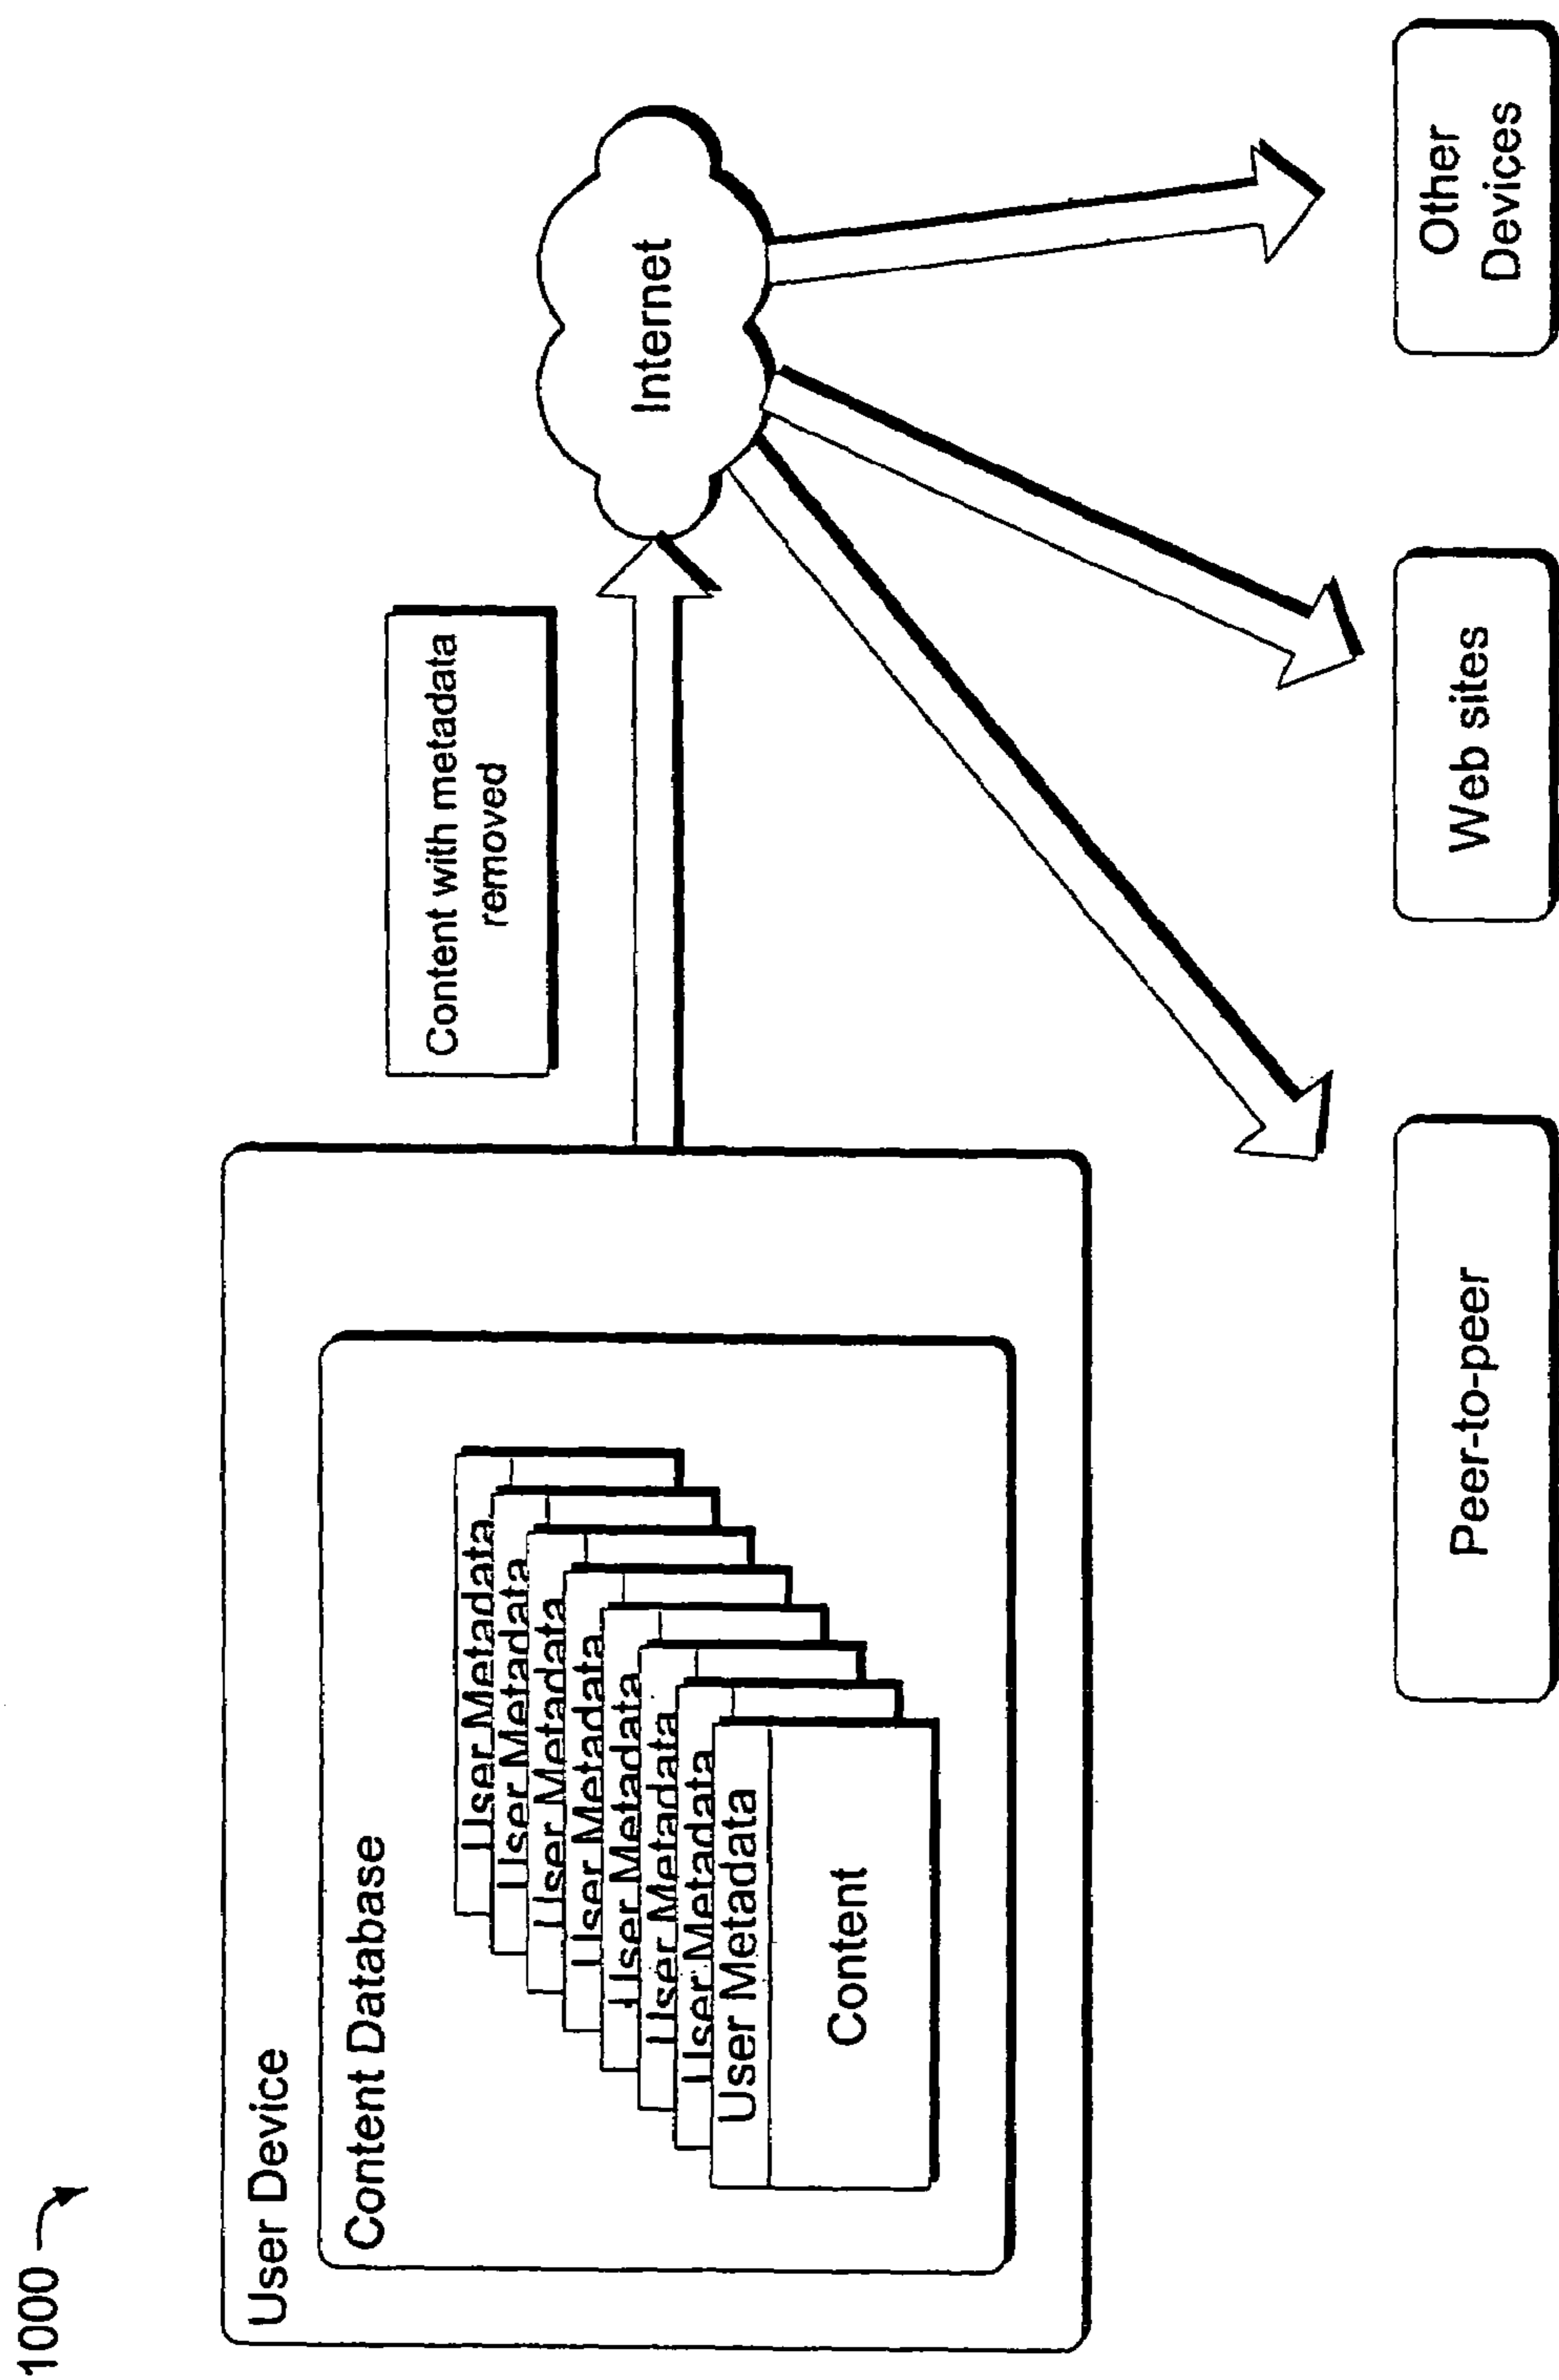 1000
User Device
Content Database
User Metadata
User Metadata
User Metadata
User Metadata
User Metadata
User Metadata
User Metadata
User Metadata
Content
Content with metadata
removed
Internet
Peer-to-peer
Web sites
Other
Devices